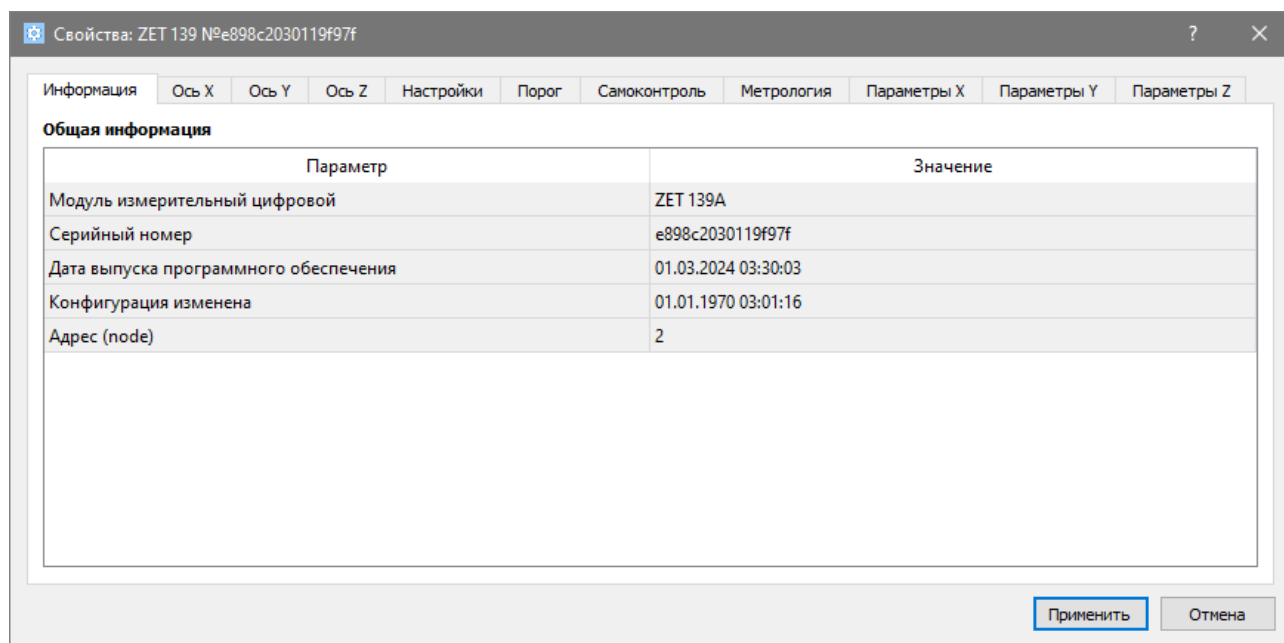 Свойства: ZET 139 №e898c2030119f97f ?
Информация Ось X Ось Y Ось Z Настройки Порог Самоконтроль Метрология Параметры X Параметры Y Параметры Z
Общая информация
Параметр Значение
Модуль измерительный цифровой ZET 139A
Серийный номер e898c2030119f97f
Дата выпуска программного обеспечения 01.03.2024 03:30:03
Конфигурация изменена 01.01.1970 03:01:16
Адрес (node) 2
Применить Отмена